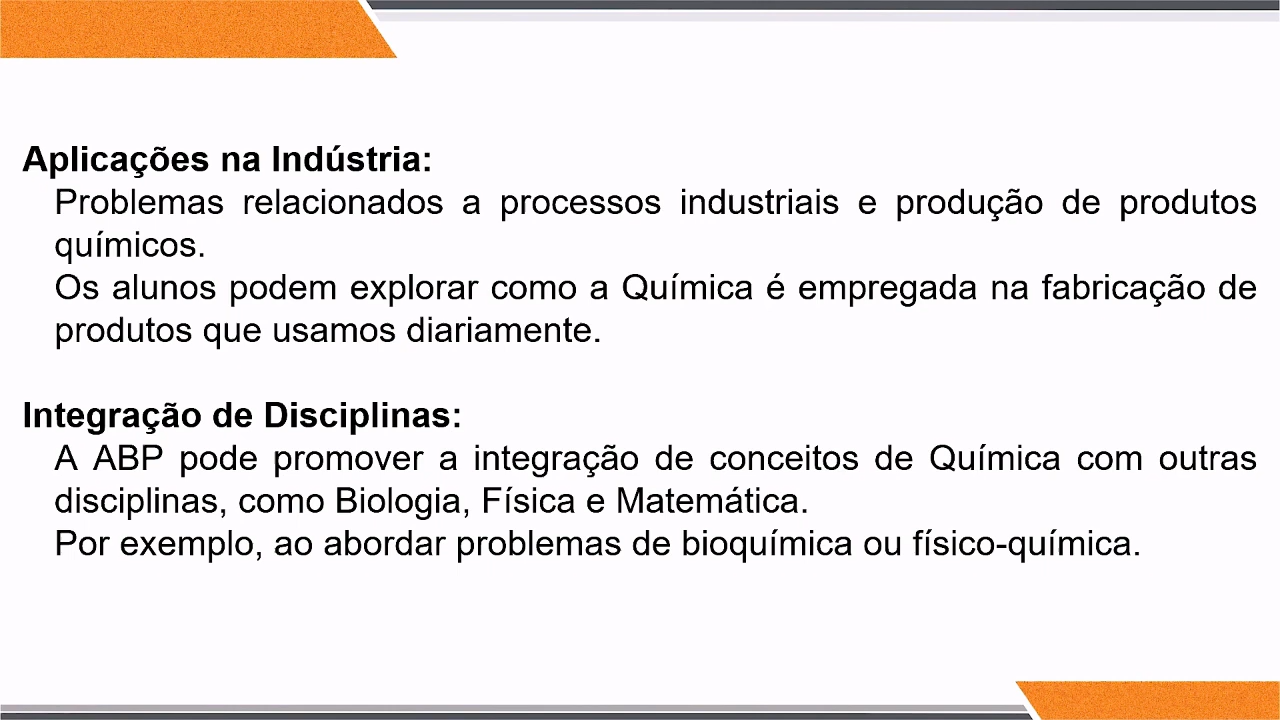 Aplicações na Indústria:
Problemas relacionados a processos industriais e produção de produtos
químicos.
Os alunos podem explorar como a Química é empregada na fabricação de
produtos que usamos diariamente.
Integração de Disciplinas:
A ABP pode promover a integração de conceitos de Química com outras
disciplinas, como Biologia, Física e Matemática.
Por exemplo, ao abordar problemas de bioquímica ou físico-química.